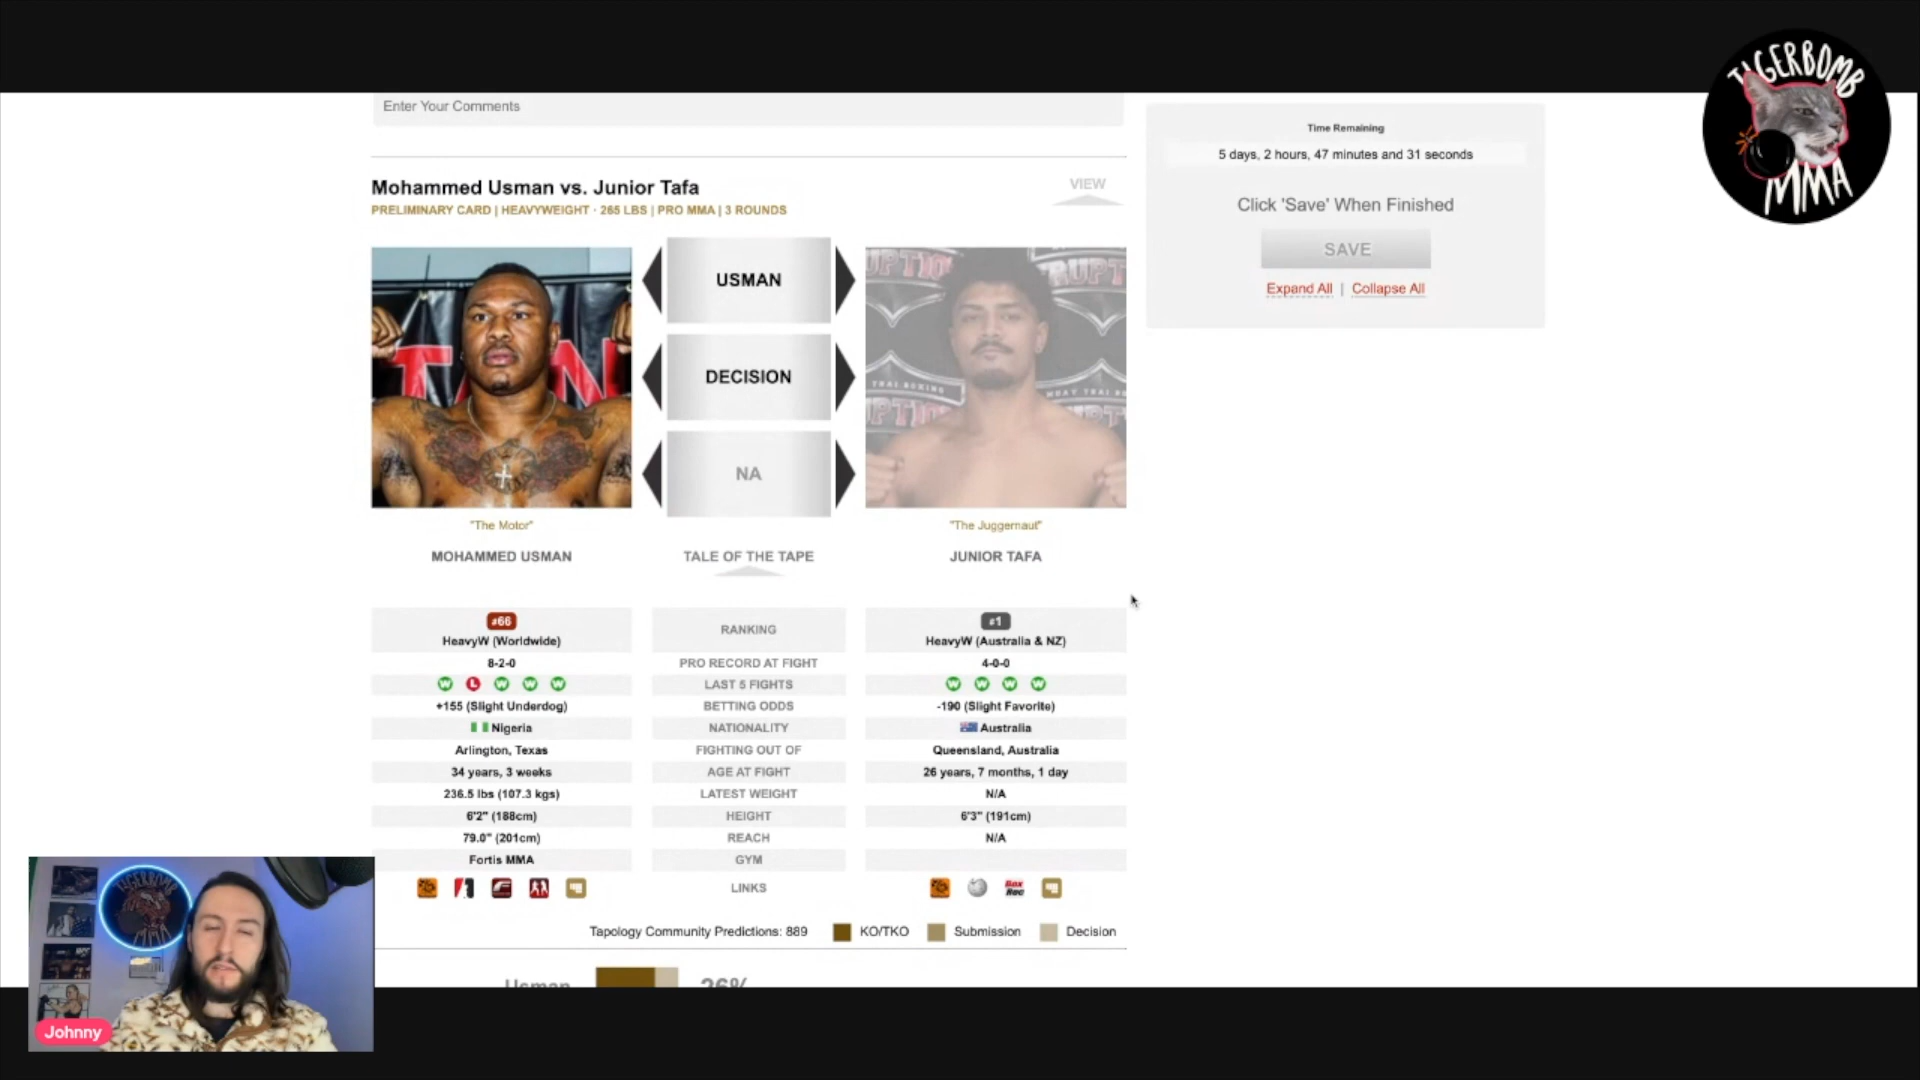 Enter Your Comments
TIGERBOMB
MMA
Time Remaining
5 days, 2 hours, 47 minutes and 31 seconds
Click 'Save' When Finished
SAVE
Expall All | Collapse All
Mohammed Usman vs. Junior Tafa
VIEW
PRELIMINARY CARD | HEAVYWEIGHT · 265 LBS | PRO MMA | 3 ROUNDS
USMAN
DECISION
NA
"The Motor"
"The Juggernaut"
MOHAMMED USMAN
TALE OF THE TAPE
JUNIOR TAFA
#66
HeavyW (Worldwide)
RANKING
#1
HeavyW (Australia & NZ)
8-2-0 PRO RECORD AT FIGHT 4-0-0
W L W W W LAST 5 FIGHTS W W W W
+155 (Slight Underdog) BETTING ODDS -190 (Slight Favorite)
Nigeria NATIONALITY Australia
Arlington, Texas FIGHTING OUT OF Queensland, Australia
34 years, 3 weeks AGE AT FIGHT 26 years, 7 months, 1 day
236.5 lbs (107.3 kgs) LATEST WEIGHT N/A
6'2" (188cm) HEIGHT 6'3" (191cm)
79.0" (201cm) REACH N/A
Fortis MMA GYM
LINKS
Box Rec
Tapology Community Predictions: 889 KO/TKO Submission Decision
Usman 26%
TIGERBOMB
MMA
Johnny